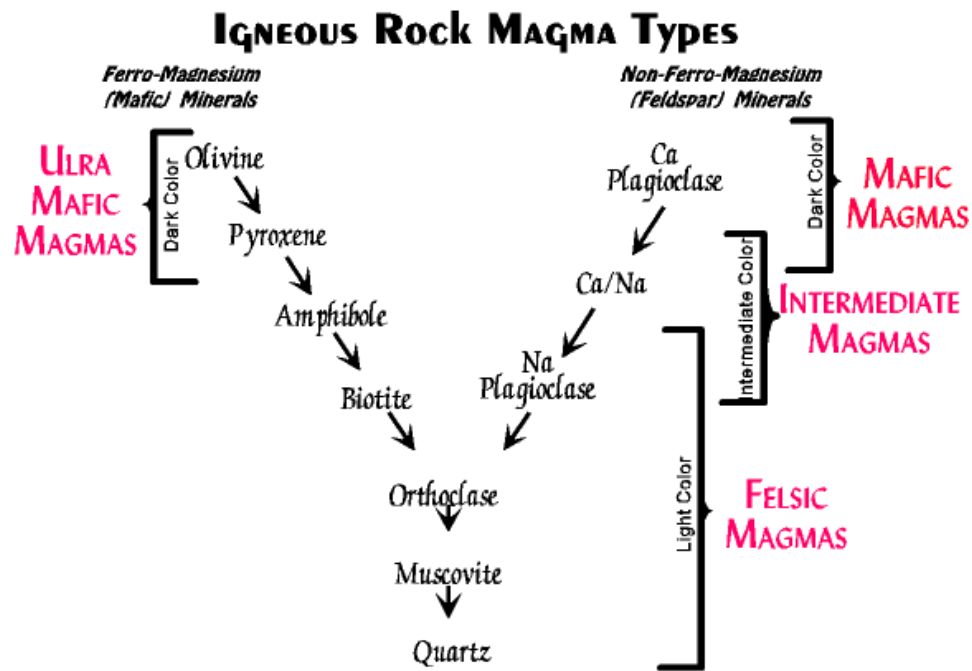 Igneous Rock Magma Types
Ferro-Magnesium
(Mafic) Minerals
Non-Ferro-Magnesium
(Feldspar) Minerals
Ulra
Mafic
Magmas
Dark Color
Olivine
Pyroxene
Amphibole
Biotite
Ca
Plagioclase
Ca/Na
Na
Plagioclase
Orthoclase
Muscovite
Quartz
Dark Color
Mafic
Magmas
Intermediate Color
Intermediate
Magmas
Light Color
Felsic
Magmas